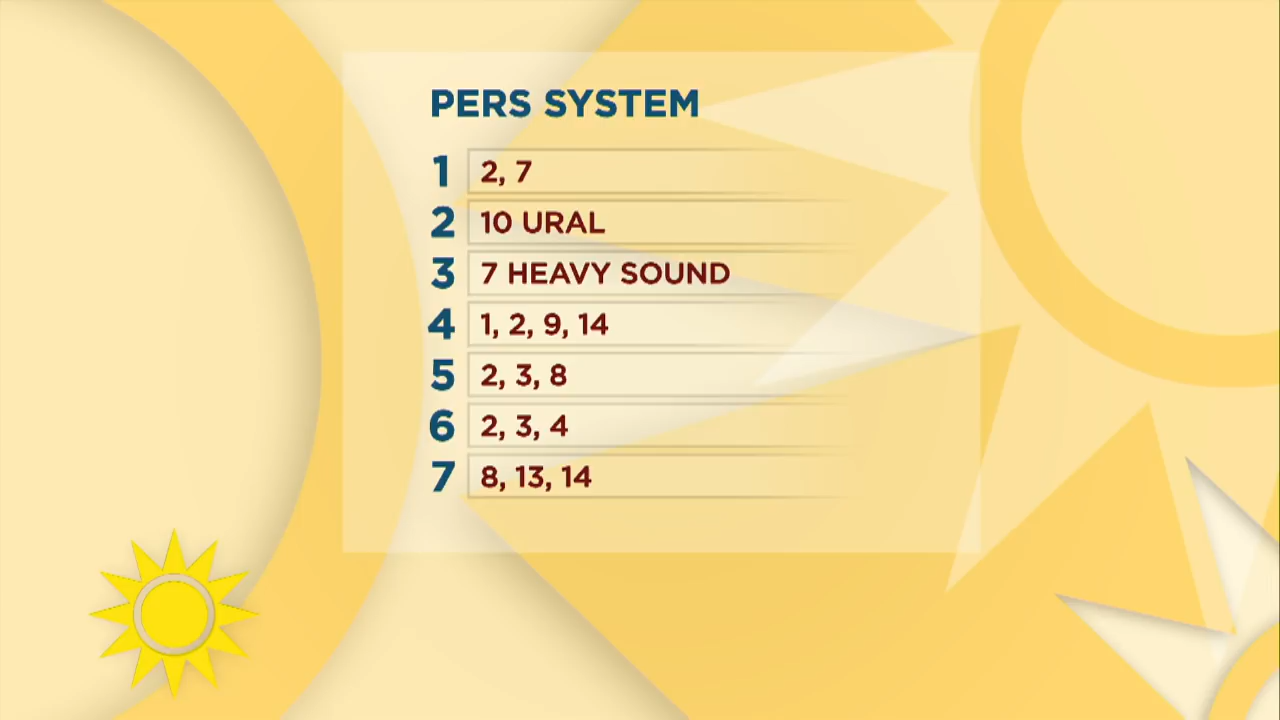 PERS SYSTEM
1 2, 7
2 10 URAL
3 7 HEAVY SOUND
4 1, 2, 9, 14
5 2, 3, 8
6 2, 3, 4
7 8, 13, 14